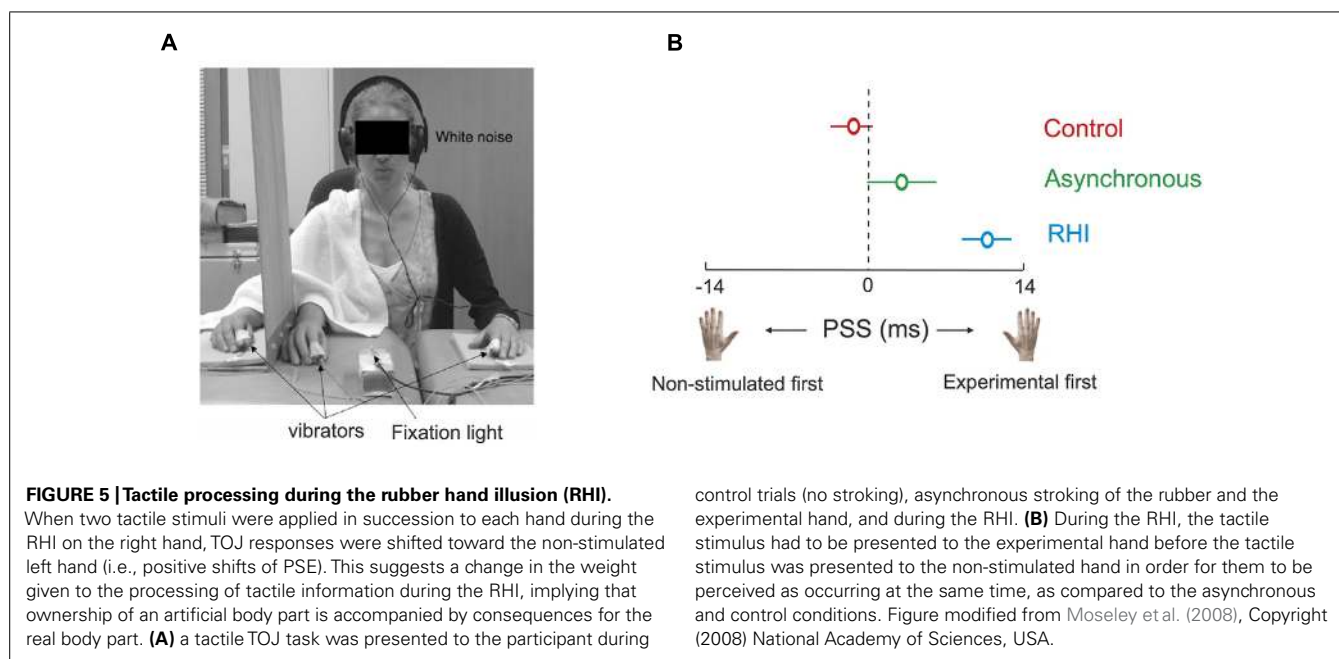 A
White noise
vibrators
Fixation light
B
Control
Asynchronous
RHI
-14
0
14
PSS (ms)
Non-stimulated first
Experimental first
FIGURE 5 | Tactile processing during the rubber hand illusion (RHI).
When two tactile stimuli were applied in succession to each hand during the
RHI on the right hand, TOJ responses were shifted toward the non-stimulated
left hand (i.e., positive shifts of PSE). This suggests a change in the weight
given to the processing of tactile information during the RHI, implying that
ownership of an artificial body part is accompanied by consequences for the
real body part. (A) a tactile TOJ task was presented to the participant during
control trials (no stroking), asynchronous stroking of the rubber and the
experimental hand, and during the RHI. (B) During the RHI, the tactile
stimulus had to be presented to the experimental hand before the tactile
stimulus was presented to the non-stimulated hand in order for them to be
perceived as occurring at the same time, as compared to the asynchronous
and control conditions. Figure modified from Moseley et al. (2008), Copyright
(2008) National Academy of Sciences, USA.